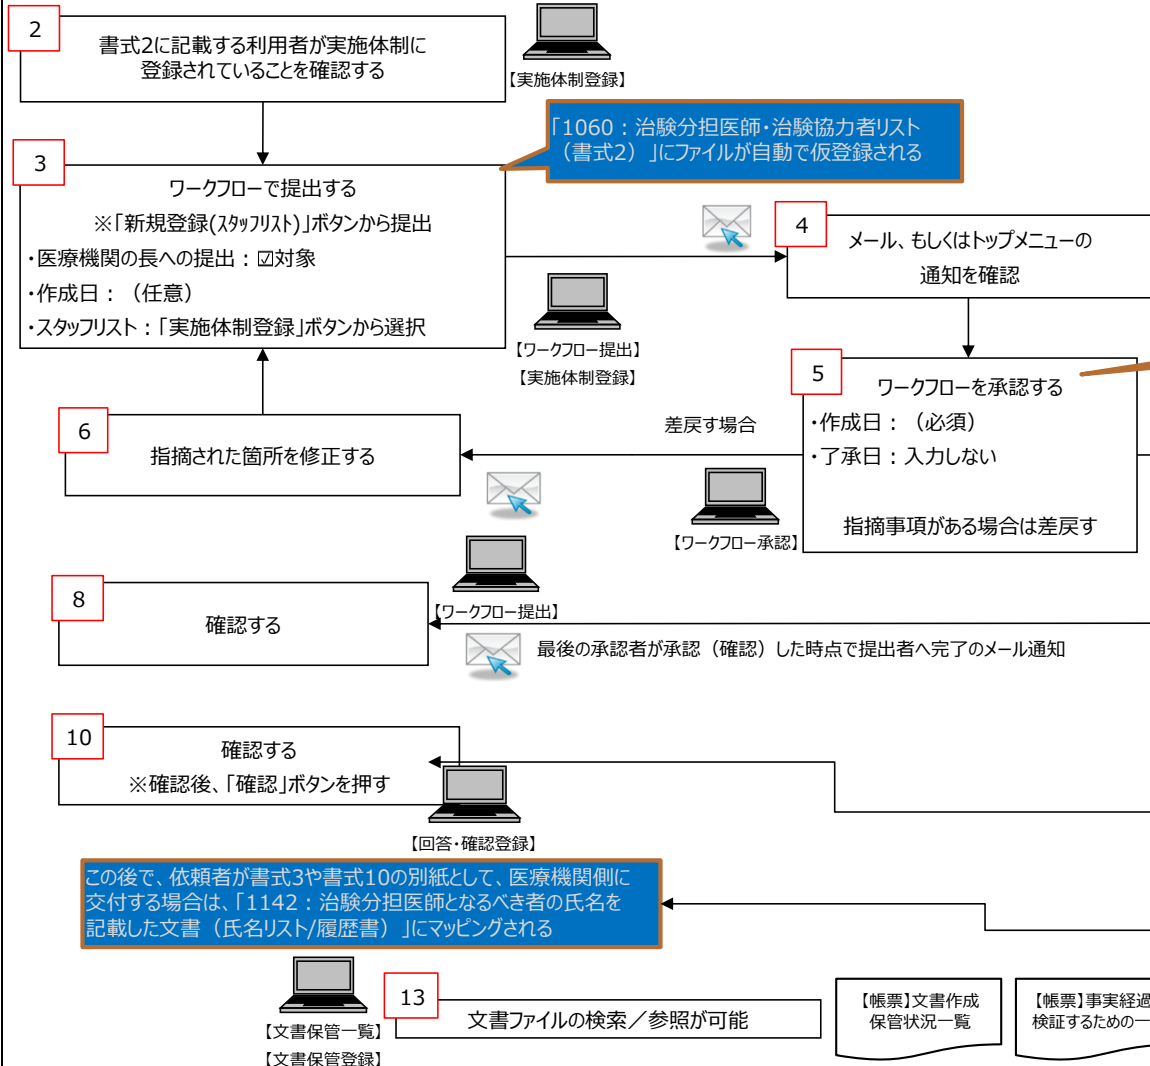 2
書式2に記載する利用者が実施体制に
登録されていることを確認する
【実施体制登録】
「1060：治験分担医師・治験協力者リスト
（書式2）」にファイルが自動で仮登録される
3
ワークフローで提出する
※「新規登録(ｽﾀｯﾌﾘｽﾄ)」ボタンから提出
・医療機関の長への提出：☑対象
・作成日：（任意）
・スタッフリスト：「実施体制登録」ボタンから選択
【ワークフロー提出】
【実施体制登録】
4
メール、もしくはトップメニューの
通知を確認
5
ワークフローを承認する
・作成日：（必須）
・了承日：入力しない
指摘事項がある場合は差戻す
差戻す場合
【ワークフロー承認】
6
指摘された箇所を修正する
【ワークフロー提出】
8
確認する
最後の承認者が承認（確認）した時点で提出者へ完了のメール通知
10
確認する
※確認後、「確認」ボタンを押す
【回答・確認登録】
この後で、依頼者が書式3や書式10の別紙として、医療機関側に
交付する場合は、「1142：治験分担医師となるべき者の氏名を
記載した文書（氏名リスト/履歴書）」にマッピングされる
【文書保管一覧】
【文書保管登録】
13
文書ファイルの検索／参照が可能
【帳票】文書作成
保管状況一覧
【帳票】事実経過
検証するための一